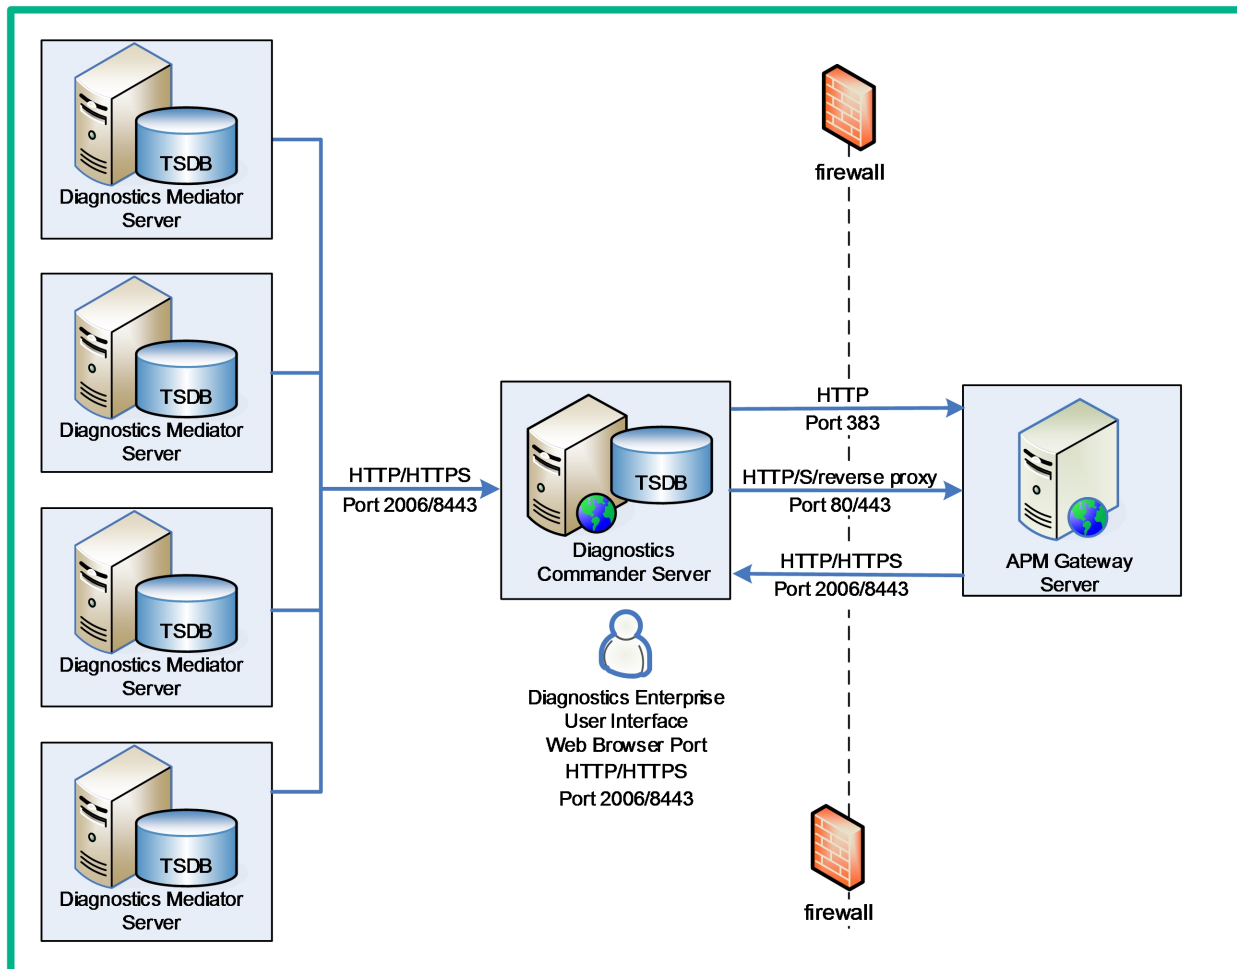 TSDB
Diagnostics Mediator
Server
TSDB
Diagnostics Mediator
Server
TSDB
Diagnostics Mediator
Server
TSDB
Diagnostics Mediator
Server
HTTP/HTTPS
Port 2006/8443
TSDB
Diagnostics
Commander Server
Diagnostics Enterprise
User Interface
Web Browser Port
HTTP/HTTPS
Port 2006/8443
firewall
HTTP
Port 383
HTTP/S/reverse proxy
Port 80/443
HTTP/HTTPS
Port 2006/8443
firewall
APM Gateway
Server